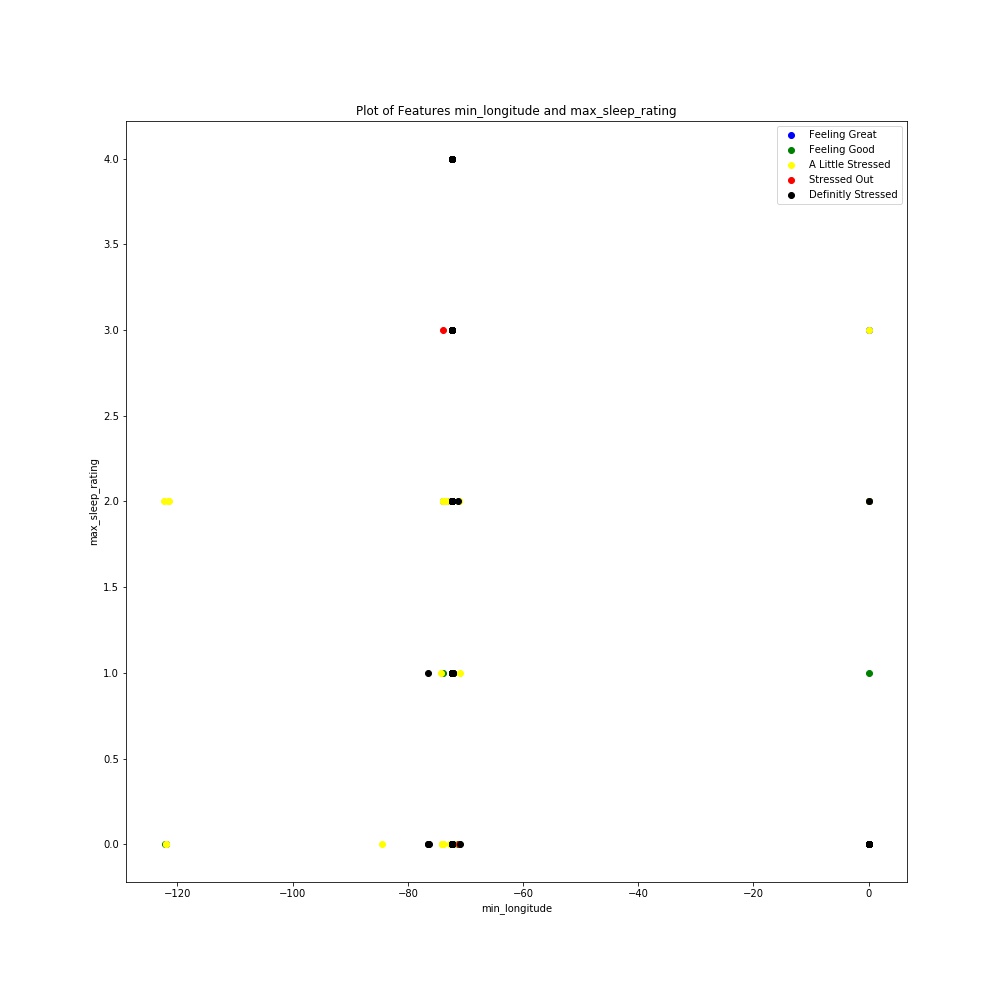 Plot of Features min_longitude and max_sleep_rating
Feeling Great
Feeling Good
A Little Stressed
Stressed Out
Definitly Stressed
max_sleep_rating
4.0
3.5
3.0
2.5
2.0
1.5
1.0
0.5
0.0
−120
−100
−80
−60
−40
−20
0
min_longitude